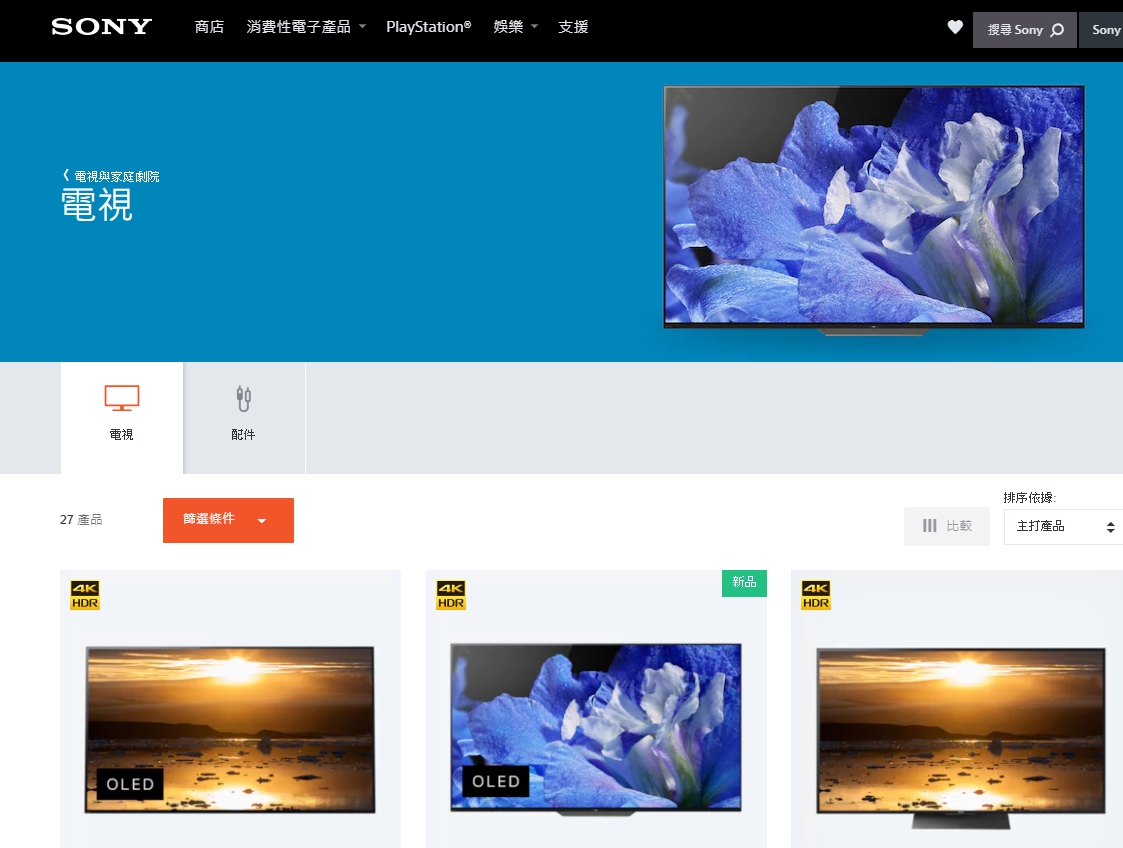 SONY 商店 消費性電子產品 PlayStation® 娛樂 支援 搜尋 Sony Sony
電視與家庭劇院
電視
電視 配件
27 產品 篩選條件 比較
排序依據:
主打產品
4K HDR
4K HDR
新品
4K HDR
OLED
OLED